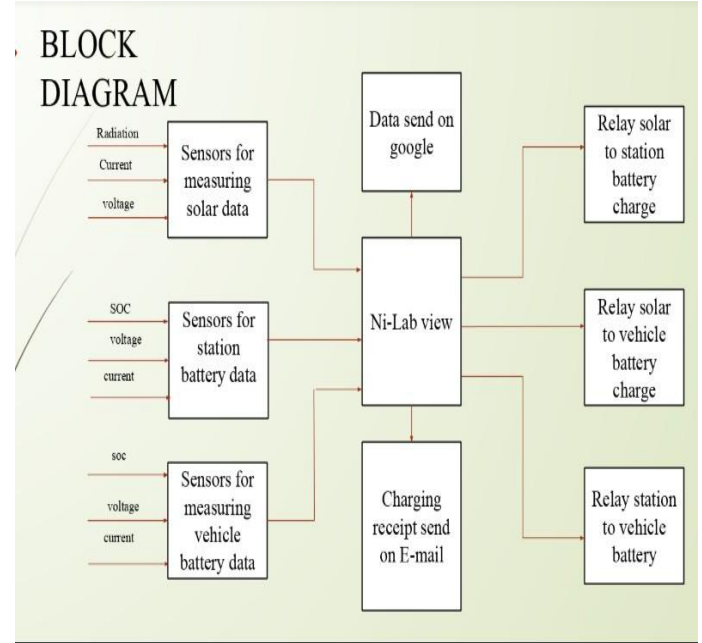 BLOCK
DIAGRAM
Radiation
Current
voltage
Sensors for
measuring
solar data
SOC
voltage
current
Sensors for
station
battery data
soc
voltage
current
Sensors for
measuring
vehicle
battery data
Data send on
google
Ni-Lab view
Charging
receipt send
on E-mail
Relay solar
to station
battery
charge
Relay solar
to vehicle
battery
charge
Relay station
to vehicle
battery